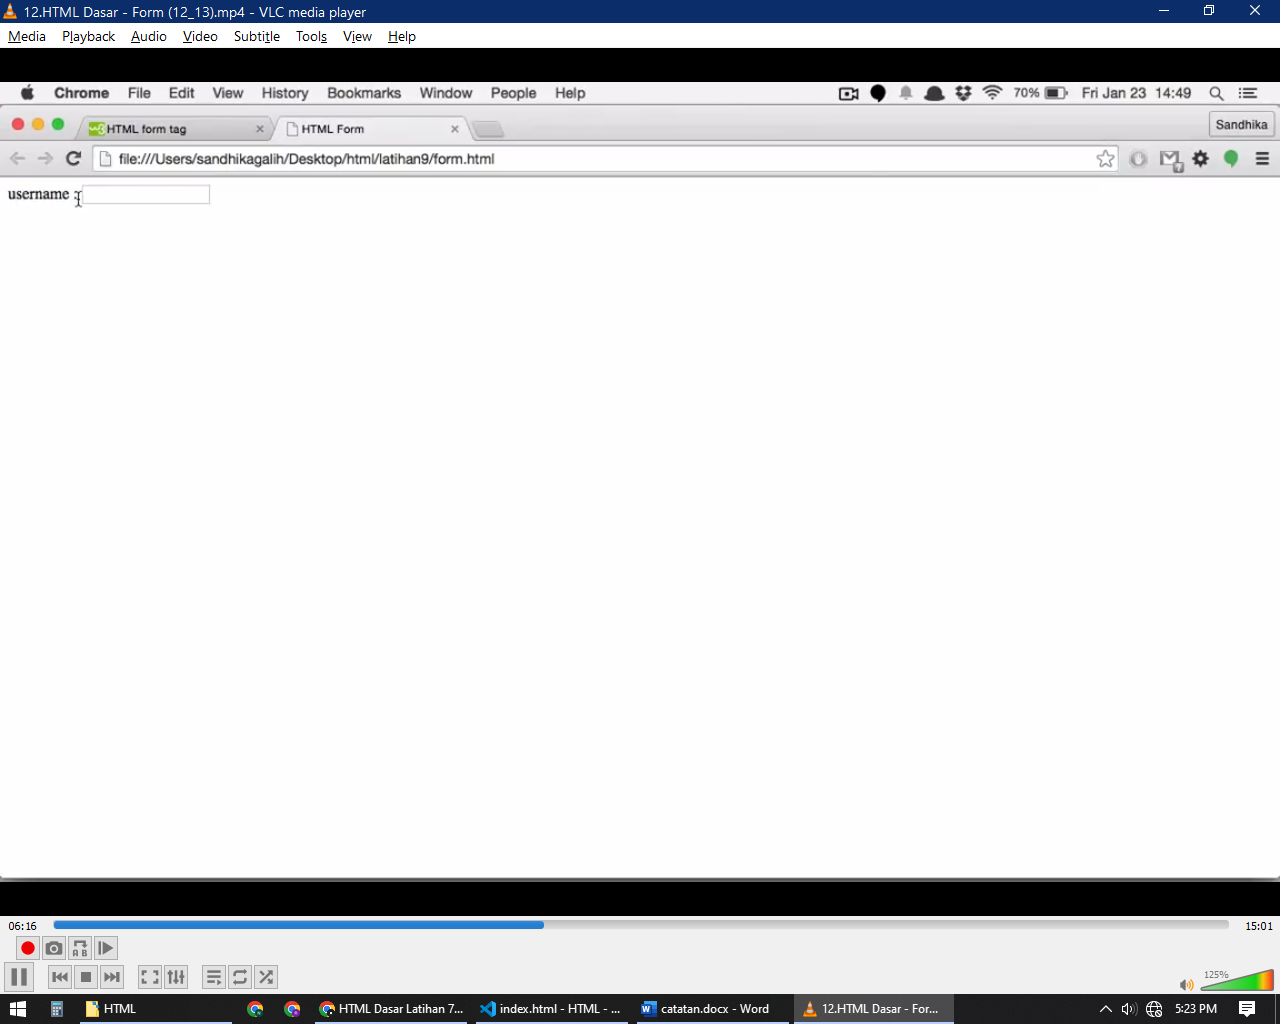 12.HTML Dasar - Form (12_13).mp4 - VLC media player
Media Playback Audio Video Subtitle Tools View Help
Chrome File Edit View History Bookmarks Window People Help 70% Fri Jan 23 14:49
HTML form tag HTML Form Sandhika
file:///Users/sandhikagalih/Desktop/html/latihan9/form.html
username :
06:16 15:01
A B
125%
HTML HTML Dasar Latihan 7... index.html - HTML - ... catatan.docx - Word 12.HTML Dasar - For... 5:23 PM